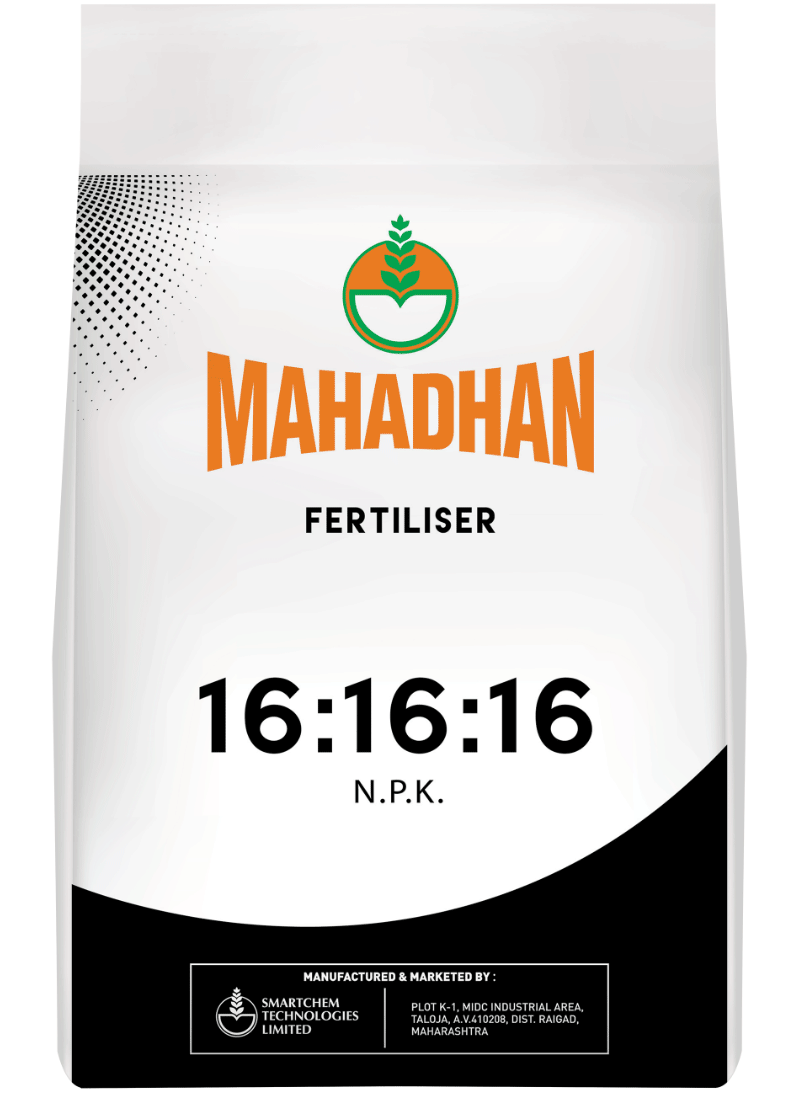 MAHADHAN
FERTILISER
16:16:16
N.P.K.
MANUFACTURED & MARKETED BY :
SMARTCHEM
TECHNOLOGIES
LIMITED
PLOT K-1, MIDC INDUSTRIAL AREA,
TALOJA, A.V.410208, DIST. RAIGAD,
MAHARASHTRA